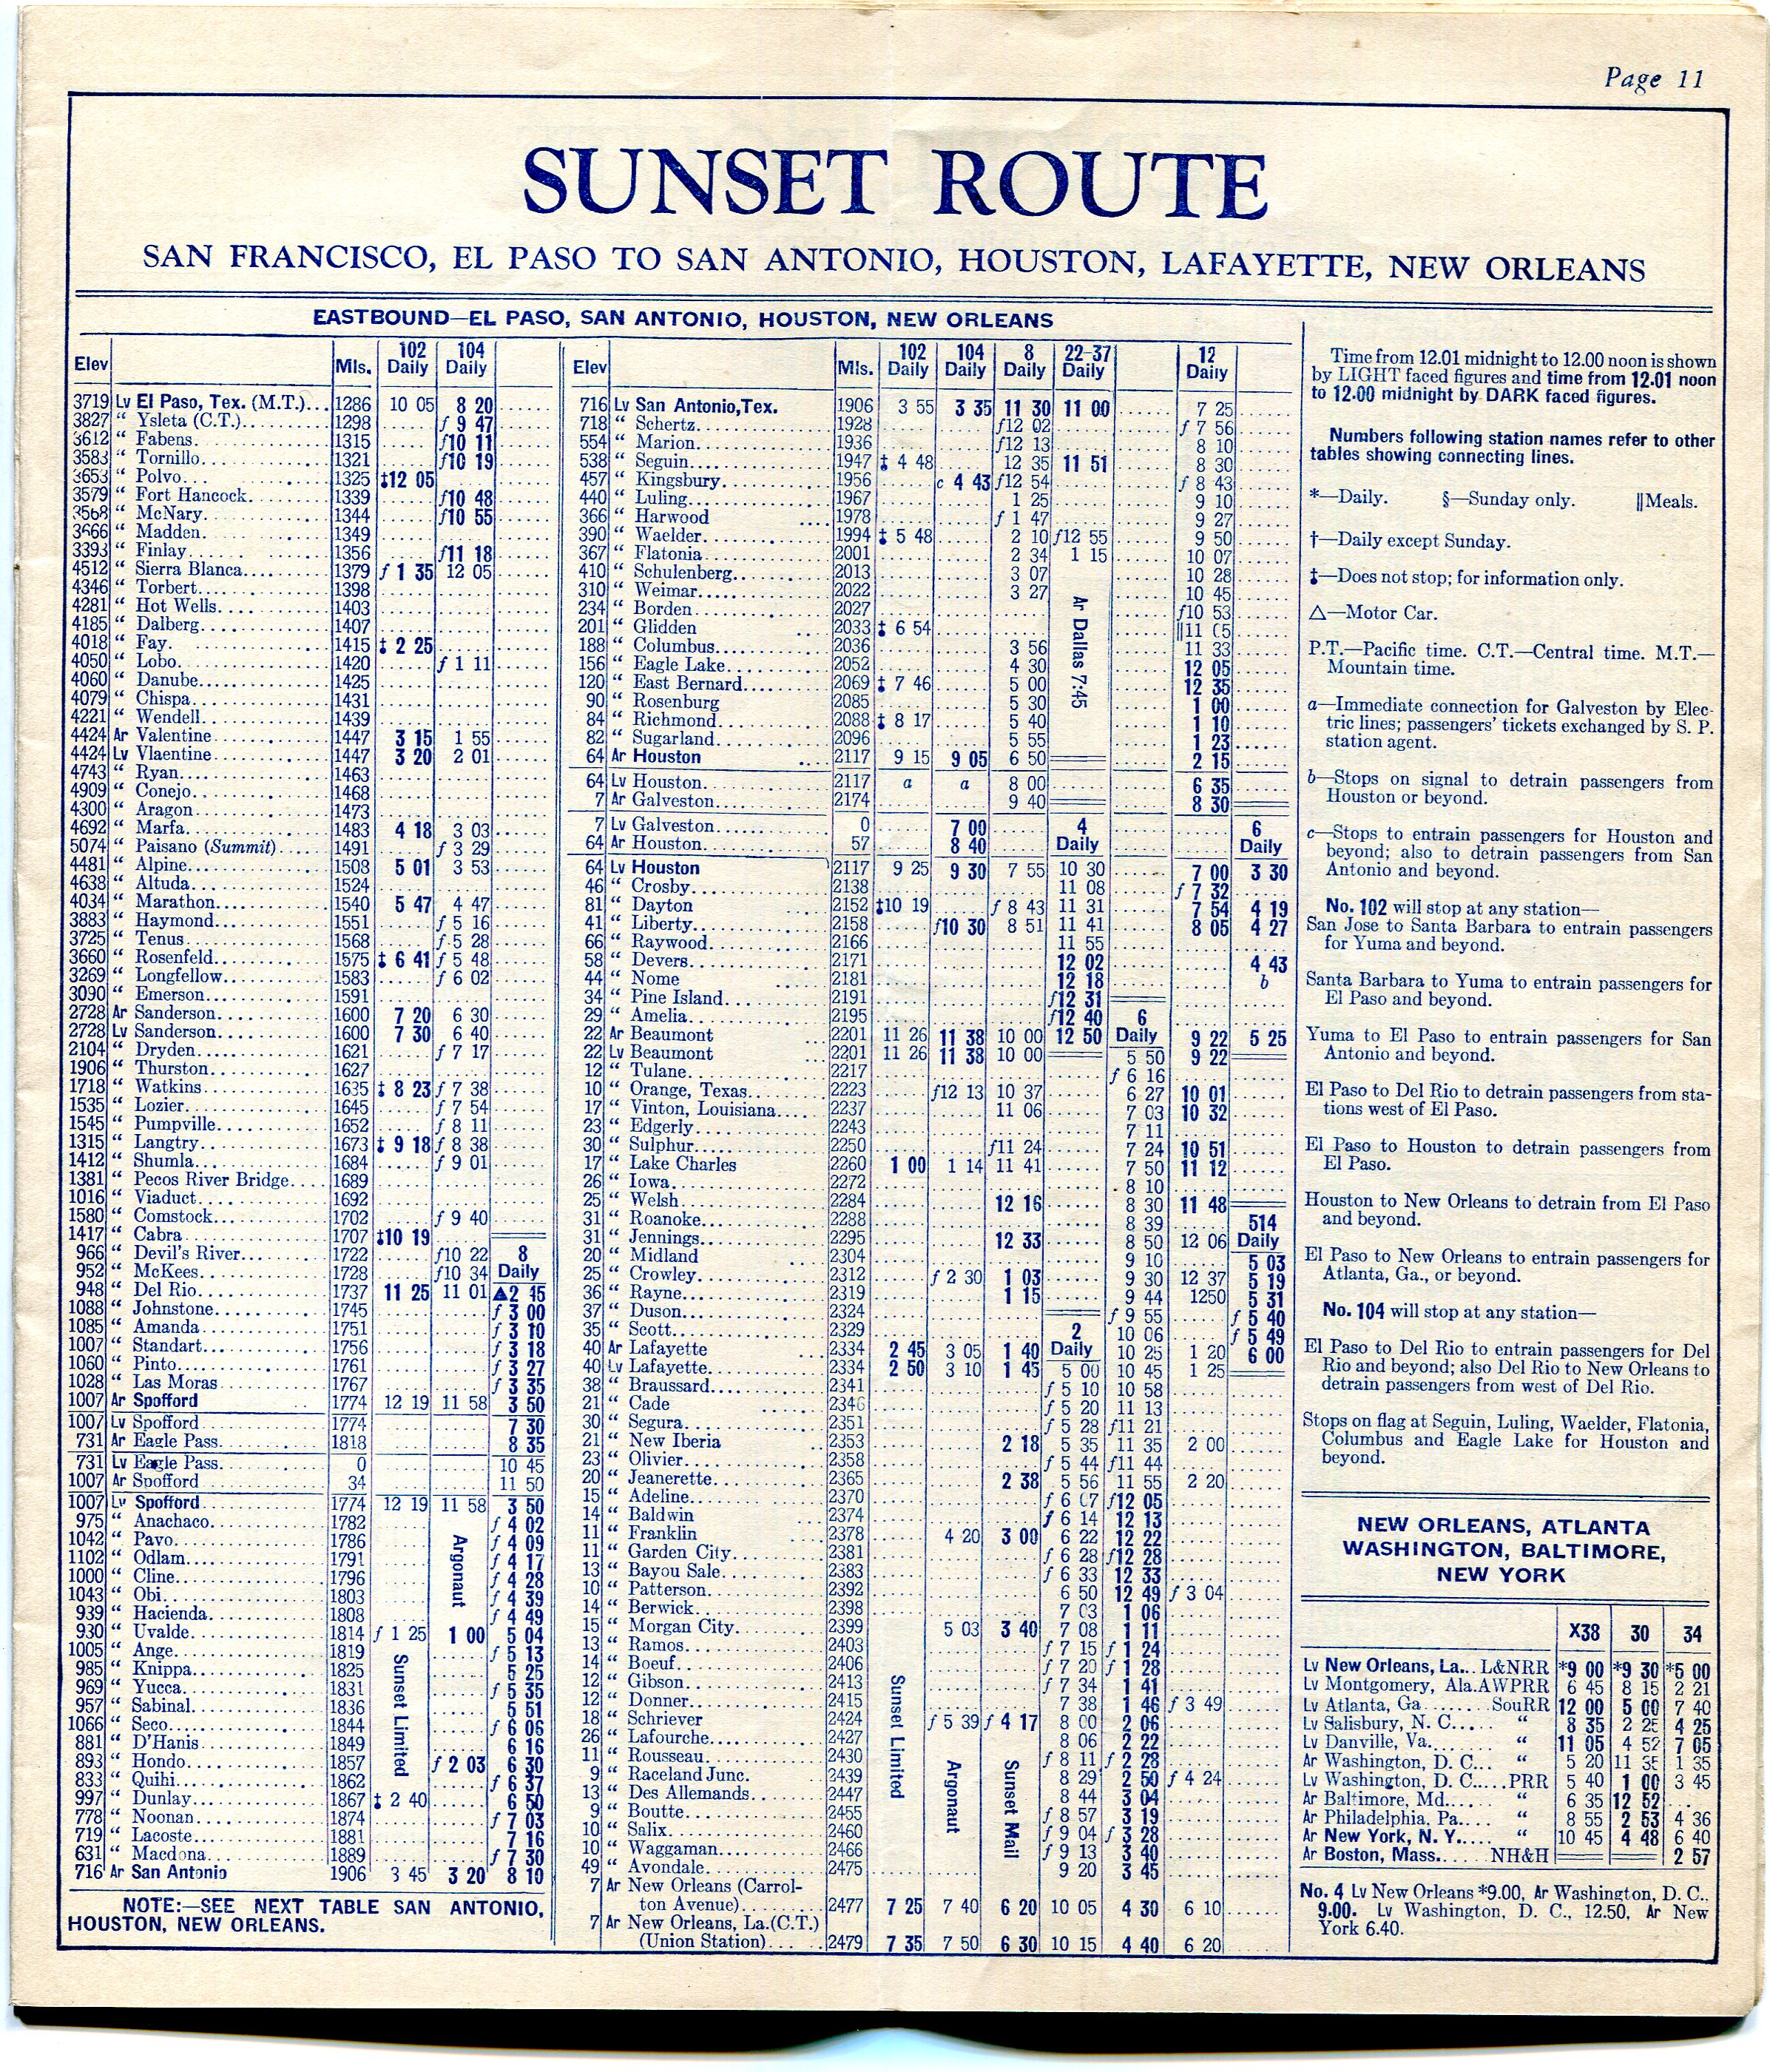 Page 11
SUNSET ROUTE
SAN FRANCISCO, EL PASO TO SAN ANTONIO, HOUSTON, LAFAYETTE, NEW ORLEANS
EASTBOUND—EL PASO, SAN ANTONIO, HOUSTON, NEW ORLEANS
Elev Mls. 102 Daily 104 Daily
3719 Lv El Paso, Tex. (M.T.)... 1286 10 05 8 20
3827 “ Ysleta (C.T.) 1298 f 9 47
3612 “ Fabens 1315 f10 11
3583 “ Tornillo 1321 f10 19
3653 “ Polvo 1325 ‡12 05
3579 “ Fort Hancock 1339 f10 48
3568 “ McNary 1344 f10 55
3666 “ Madden 1349
3393 “ Finlay 1356 f11 18
4512 “ Sierra Blanca 1379 f 1 35 12 05
4346 “ Torbert 1398
4281 “ Hot Wells 1403
4185 “ Dalberg 1407
4018 “ Fay 1415 ‡ 2 25
4050 “ Lobo 1420 f 1 11
4060 “ Danube 1425
4079 “ Chispa 1431
4221 “ Wendell 1439
4424 Ar Valentine 1447 3 15 1 55
4424 Lv Vlaentine 1447 3 20 2 01
4743 “ Ryan 1463
4909 “ Conejo 1468
4300 “ Aragon 1473
4692 “ Marfa 1483 4 18 3 03
5074 “ Paisano (Summit) 1491 f 3 29
4481 “ Alpine 1508 5 01 3 53
4638 “ Altuda 1524
4034 “ Marathon 1540 5 47 4 47
3883 “ Haymond 1551 f 5 16
3725 “ Tenus 1568 f 5 28
3660 “ Rosenfeld 1575 ‡ 6 41 f 5 48
3269 “ Longfellow 1583 f 6 02
3090 “ Emerson 1591
2728 Ar Sanderson 1600 7 20 6 30
2728 Lv Sanderson 1600 7 30 6 40
2104 “ Dryden 1621 f 7 17
1906 “ Thurston 1627
1718 “ Watkins 1635 ‡ 8 23 f 7 38
1535 “ Lozier 1645 f 7 54
1545 “ Pumpville 1652 f 8 11
1315 “ Langtry 1673 ‡ 9 18 f 8 38
1412 “ Shumla 1684 f 9 01
1381 “ Pecos River Bridge 1689
1016 “ Viaduct 1692
1580 “ Comstock 1702 f 9 40
1417 “ Cabra 1707 ‡10 19
966 “ Devil's River 1722 f10 22 8
952 “ McKees 1728 f10 34 Daily
948 “ Del Rio 1737 11 25 11 01 △2 45
1088 “ Johnstone 1745 f 3 00
1085 “ Amanda 1751 f 3 10
1007 “ Standart 1756 f 3 18
1060 “ Pinto 1761 f 3 27
1028 “ Las Moras 1767 f 3 35
1007 Ar Spofford 1774 12 19 11 58 3 50
1007 Lv Spofford 1774 7 30
731 Ar Eagle Pass 1818 8 35
731 Lv Eagle Pass 0 10 45
1007 Ar Spofford 34 11 50
1007 Lv Spofford 1774 12 19 11 58 3 50
975 “ Anachaco 1782 f 4 02
1042 “ Pavo 1786 f 4 09
1102 “ Odlam 1791 f 4 17
1000 “ Cline 1796 f 4 28
1043 “ Obi 1803 f 4 39
939 “ Hacienda 1808 f 4 49
Argonaut
930 “ Uvalde 1814 f 1 25 1 00 5 04
1005 “ Ange 1819 f 5 13
985 “ Knippa 1825 5 25
969 “ Yucca 1831 f 5 35
957 “ Sabinal 1836 5 51
1066 “ Seco 1844 f 6 06
881 “ D'Hanis 1849 6 16
Sunset Limited
893 “ Hondo 1857 f 2 03 6 30
833 “ Quihi 1862 f 6 37
997 “ Dunlay 1867 ‡ 2 40 6 50
778 “ Noonan 1874 f 7 03
719 “ Lacoste 1881 7 16
631 “ Macdona 1889 f 7 30
716 Ar San Antonio 1906 3 45 3 20 8 10
NOTE:—SEE NEXT TABLE SAN ANTONIO,
HOUSTON, NEW ORLEANS.
Elev Mls. 102 Daily 104 Daily 8 Daily 22-37 Daily 12 Daily
716 Lv San Antonio, Tex. 1906 3 55 3 35 11 30 11 00 7 25
718 “ Schertz 1928 f12 02 f 7 56
554 “ Marion 1936 f12 13 8 10
538 “ Seguin 1947 ‡ 4 48 12 35 11 51 8 30
457 “ Kingsbury 1956 c 4 43 f12 54 f 8 43
440 “ Luling 1967 1 25 9 10
366 “ Harwood 1978 f 1 47 9 27
390 “ Waelder 1994 ‡ 5 48 2 10 f12 55 9 50
367 “ Flatonia 2001 2 34 1 15 10 07
410 “ Schulenberg 2013 3 07 10 28
310 “ Weimar 2022 3 27 10 45
234 “ Borden 2027 f10 53
201 “ Glidden 2033 ‡ 6 54 ‖11 05
188 “ Columbus 2036 3 56 11 33
156 “ Eagle Lake 2052 4 30 12 05
120 “ East Bernard 2069 ‡ 7 46 5 00 12 35
90 “ Rosenburg 2085 5 30 1 00
84 “ Richmond 2088 ‡ 8 17 5 40 1 10
82 “ Sugarland 2096 5 55 1 23
Ar Dallas 7:45
64 Ar Houston 2117 9 15 9 05 6 50 2 15
64 Lv Houston 2117 a a 8 00 6 35
7 Ar Galveston 2174 9 40 8 30
7 Lv Galveston 0 7 00 4 6
64 Ar Houston 57 8 40 Daily Daily
64 Lv Houston 2117 9 25 9 30 7 55 10 30 7 00 3 30
46 “ Crosby 2138 11 08 f 7 32
81 “ Dayton 2152 ‡10 19 f 8 43 11 31 7 54 4 19
41 “ Liberty 2158 f10 30 8 51 11 41 8 05 4 27
66 “ Raywood 2166 11 55
58 “ Devers 2171 12 02 4 43
44 “ Nome 2181 12 18 b
34 “ Pine Island 2191 f12 31
29 “ Amelia 2195 f12 40 6
22 Ar Beaumont 2201 11 26 11 38 10 00 12 50 Daily 9 22 5 25
22 Lv Beaumont 2201 11 26 11 38 10 00 5 50 9 22
12 “ Tulane 2217 f 6 16
10 “ Orange, Texas 2223 f12 13 10 37 6 27 10 01
17 “ Vinton, Louisiana 2237 11 06 7 03 10 32
23 “ Edgerly 2243 7 11
30 “ Sulphur 2250 f11 24 7 24 10 51
17 “ Lake Charles 2260 1 00 1 14 11 41 7 50 11 12
26 “ Iowa 2272 8 10
25 “ Welsh 2284 12 16 8 30 11 48
31 “ Roanoke 2288 8 39 514
31 “ Jennings 2295 12 33 8 50 12 06 Daily
20 “ Midland 2304 9 10 5 03
25 “ Crowley 2312 f 2 30 1 03 9 30 12 37 5 19
36 “ Rayne 2319 1 15 9 44 1250 5 31
37 “ Duson 2324 f 9 55 f 5 40
35 “ Scott 2329 2 10 06 f 5 49
40 Ar Lafayette 2334 2 45 3 05 1 40 Daily 10 25 1 20 6 00
40 Lv Lafayette 2334 2 50 3 10 1 45 5 00 10 45 1 25
38 “ Braussard 2341 f 5 10 10 58
21 “ Cade 2346 f 5 20 11 13
30 “ Segura 2351 f 5 28 f11 21
21 “ New Iberia 2353 2 18 5 35 11 35 2 00
23 “ Olivier 2358 f 5 44 f11 44
20 “ Jeanerette 2365 2 38 5 56 11 55 2 20
15 “ Adeline 2370 f 6 07 f12 05
14 “ Baldwin 2374 f 6 14 12 13
11 “ Franklin 2378 4 20 3 00 6 22 12 22
11 “ Garden City 2381 f 6 28 f12 28
13 “ Bayou Sale 2383 f 6 33 12 33
10 “ Patterson 2392 6 50 12 49 f 3 04
14 “ Berwick 2398 7 03 1 06
15 “ Morgan City 2399 5 03 3 40 7 08 1 11
13 “ Ramos 2403 f 7 15 f 1 24
14 “ Boeuf 2406 f 7 20 f 1 28
12 “ Gibson 2413 f 7 34 1 41
12 “ Donner 2415 7 38 1 46 f 3 49
18 “ Schriever 2424 f 5 39 f 4 17 8 00 2 06
26 “ Lafourche 2427 8 06 2 22
11 “ Rousseau 2430 f 8 11 f 2 28
9 “ Raceland Junc. 2439 8 29 2 50 f 4 24
13 “ Des Allemands 2447 8 44 3 04
9 “ Boutte 2455 f 8 57 3 19
10 “ Salix 2460 f 9 04 f 3 28
10 “ Waggaman 2466 f 9 13 3 40
49 “ Avondale 2475 9 20 3 45
Sunset Limited
Argonaut
Sunset Mail
7 Ar New Orleans (Carrol-
ton Avenue) 2477 7 25 7 40 6 20 10 05 4 30 6 10
7 Ar New Orleans, La.(C.T.)
(Union Station) 2479 7 35 7 50 6 30 10 15 4 40 6 20
Time from 12.01 midnight to 12.00 noon is shown
by LIGHT faced figures and time from 12.01 noon
to 12.00 midnight by DARK faced figures.
Numbers following station names refer to other
tables showing connecting lines.
*—Daily. §—Sunday only. ‖Meals.
†—Daily except Sunday.
‡—Does not stop; for information only.
△—Motor Car.
P.T.—Pacific time. C.T.—Central time. M.T.—
Mountain time.
a—Immediate connection for Galveston by Elec-
tric lines; passengers' tickets exchanged by S. P.
station agent.
b—Stops on signal to detrain passengers from
Houston or beyond.
c—Stops to entrain passengers for Houston and
beyond; also to detrain passengers from San
Antonio and beyond.
No. 102 will stop at any station—
San Jose to Santa Barbara to entrain passengers
for Yuma and beyond.
Santa Barbara to Yuma to entrain passengers for
El Paso and beyond.
Yuma to El Paso to entrain passengers for San
Antonio and beyond.
El Paso to Del Rio to detrain passengers from sta-
tions west of El Paso.
El Paso to Houston to detrain passengers from
El Paso.
Houston to New Orleans to detrain from El Paso
and beyond.
El Paso to New Orleans to entrain passengers for
Atlanta, Ga., or beyond.
No. 104 will stop at any station—
El Paso to Del Rio to entrain passengers for Del
Rio and beyond; also Del Rio to New Orleans to
detrain passengers from west of Del Rio.
Stops on flag at Seguin, Luling, Waelder, Flatonia,
Columbus and Eagle Lake for Houston and
beyond.
NEW ORLEANS, ATLANTA
WASHINGTON, BALTIMORE,
NEW YORK
X38 30 34
Lv New Orleans, La... L&NRR *9 00 *9 30 *5 00
Lv Montgomery, Ala. AWPRR 6 45 8 15 2 21
Lv Atlanta, Ga SouRR 12 00 5 00 7 40
Lv Salisbury, N. C. “ 8 35 2 25 4 25
Lv Danville, Va. “ 11 05 4 52 7 05
Ar Washington, D. C. “ 5 20 11 35 1 35
Lv Washington, D. C. PRR 5 40 1 00 3 45
Ar Baltimore, Md. “ 6 35 12 52
Ar Philadelphia, Pa. “ 8 55 2 53 4 36
Ar New York, N. Y. “ 10 45 4 48 6 40
Ar Boston, Mass. NH&H 2 57
No. 4 Lv New Orleans *9.00, Ar Washington, D. C.,
9.00. Lv Washington, D. C., 12.50, Ar New
York 6.40.